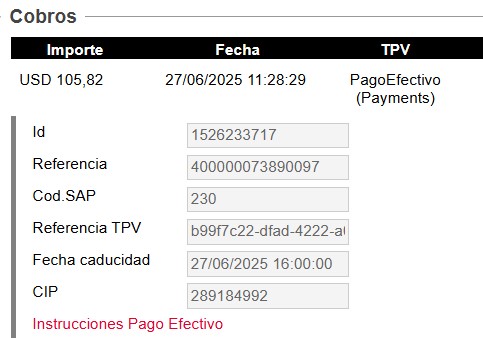 Cobros
Importe Fecha TPV
USD 105,82 27/06/2025 11:28:29 PagoEfectivo
(Payments)
Id 1526233717
Referencia 400000073890097
Cod.SAP 230
Referencia TPV b99f7c22-dfad-4222-a
Fecha caducidad 27/06/2025 16:00:00
CIP 289184992
Instrucciones Pago Efectivo